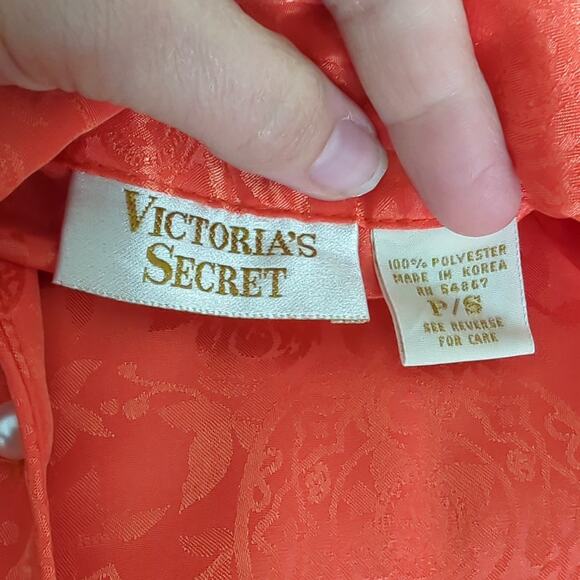 VICTORIA'S
SECRET
100% POLYESTER
MADE IN KOREA
RN 54867
P/S
SEE REVERSE
FOR CARE